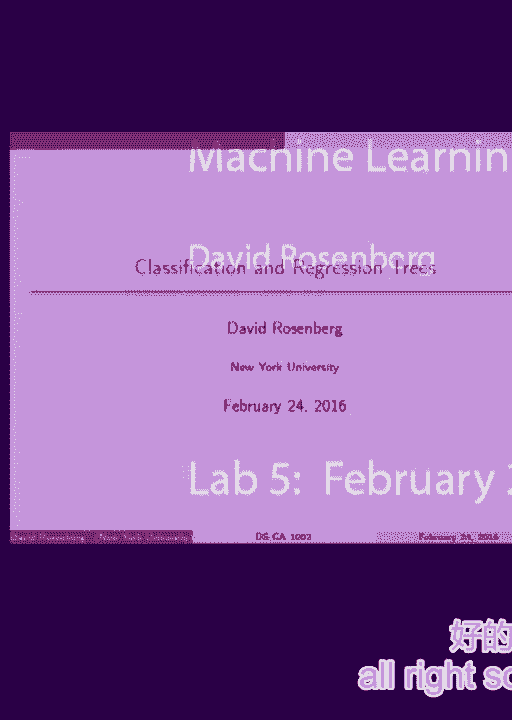 Machine Learnin
David Rosenborg
Classification and Regression Trees
David Rosenberg
New York University
February 24, 2016
Lab 5: February 2
David Rosenberg (New York University)
DS-GA 1003
February 24, 2016
好的
all right so